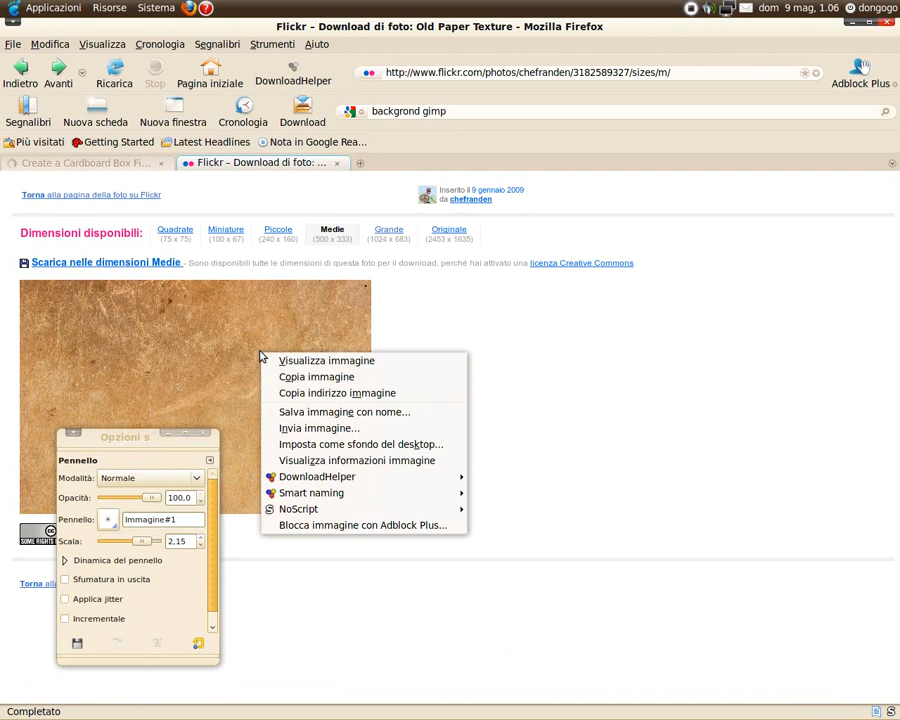 Applicazioni Risorse Sistema dom 9 mag, 1.06 dongogo
Flickr – Download di foto: Old Paper Texture - Mozilla Firefox
File Modifica Visualizza Cronologia Segnalibri Strumenti Aiuto
Indietro Avanti Ricarica Stop Pagina iniziale DownloadHelper http://www.flickr.com/photos/chefranden/3182589327/sizes/m/ Adblock Plus
Segnalibri Nuova scheda Nuova finestra Cronologia Download backgrond gimp
Più visitati Getting Started Latest Headlines Nota in Google Rea...
Create a Cardboard Box Fi... Flickr – Download di foto: ...
Torna alla pagina della foto su Flickr
Inserito il 9 gennaio 2009
da chefranden
Dimensioni disponibili:
Quadrate Miniature Piccole Medie Grande Originale
(75 x 75) (100 x 67) (240 x 160) (500 x 333) (1024 x 683) (2453 x 1635)
Scarica nelle dimensioni Medie - Sono disponibili tutte le dimensioni di questa foto per il download, perché hai attivato una licenza Creative Commons.
Visualizza immagine
Copia immagine
Copia indirizzo immagine
Salva immagine con nome...
Invia immagine...
Imposta come sfondo del desktop...
Visualizza informazioni immagine
DownloadHelper
Smart naming
NoScript
Blocca immagine con Adblock Plus...
Opzioni s
Pennello
Modalità: Normale
Opacità: 100,0
Pennello: Immagine#1
Scala: 2,15
Dinamica del pennello
Sfumatura in uscita
Applica jitter
Incrementale
cc
SOME RIGHTS
Torna alla
Completato